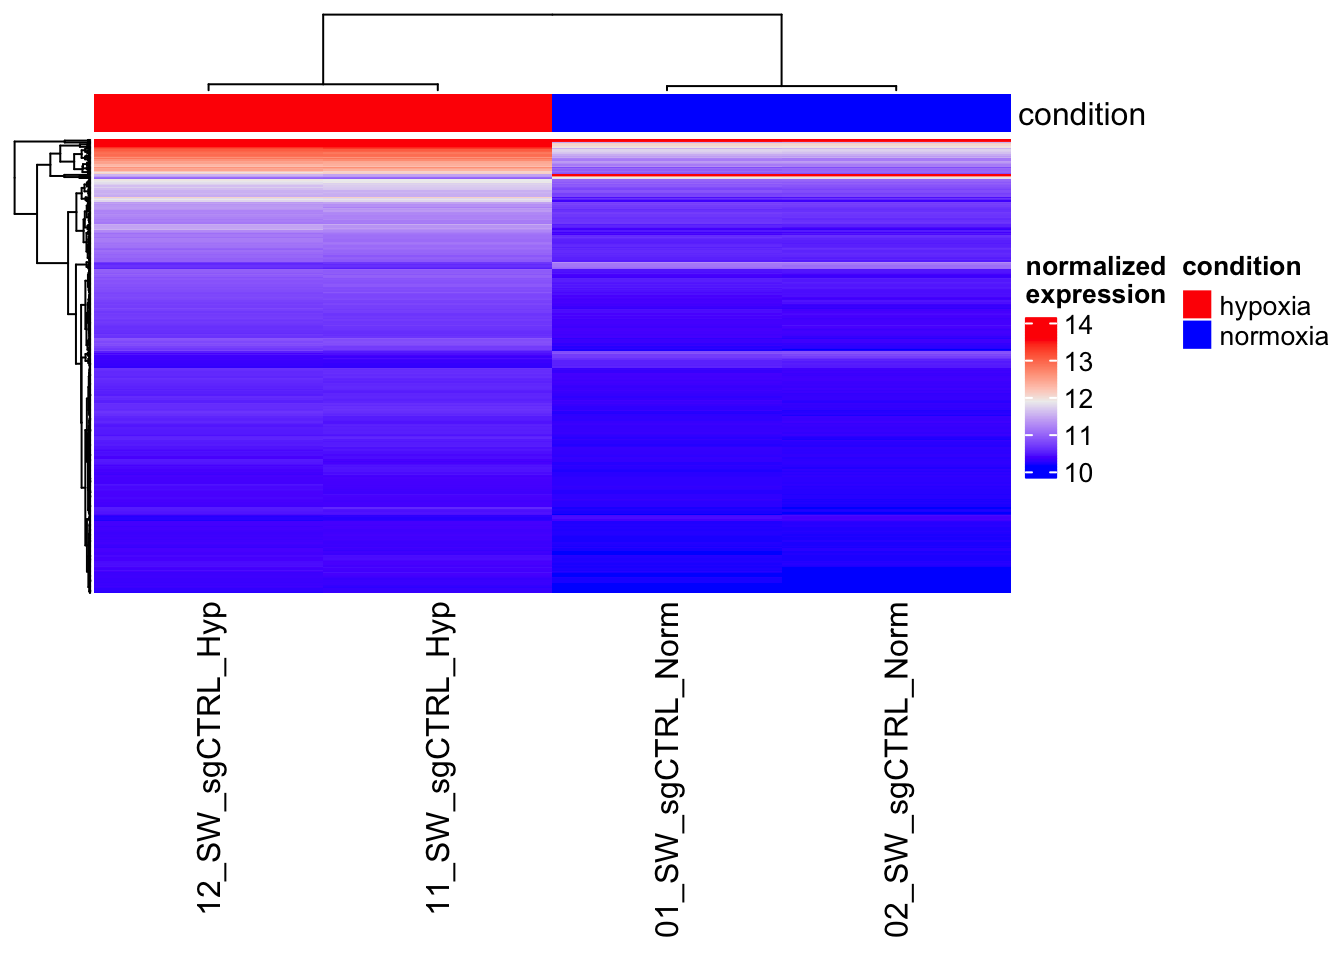 condition
normalized
expression
14
13
12
11
10
condition
hypoxia
normoxia
12_SW_sgCTRL_Hyp
11_SW_sgCTRL_Hyp
01_SW_sgCTRL_Norm
02_SW_sgCTRL_Norm